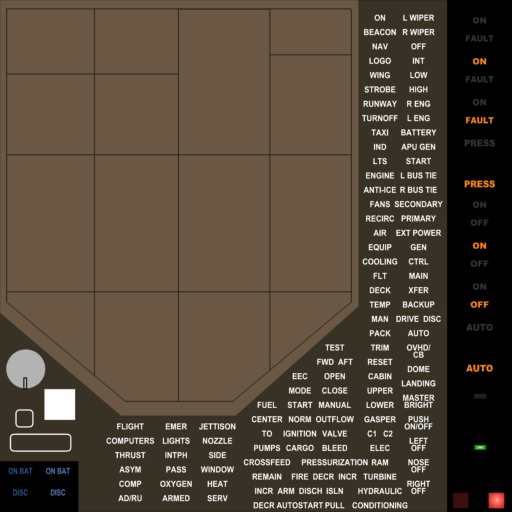 ON L WIPER
BEACON R WIPER
NAV OFF
LOGO INT
WING LOW
STROBE HIGH
RUNWAY R ENG
TURNOFF L ENG
TAXI BATTERY
IND APU GEN
LTS START
ENGINE L BUS TIE
ANTI-ICE R BUS TIE
FANS SECONDARY
RECIRC PRIMARY
AIR EXT POWER
EQUIP GEN
COOLING CTRL
FLT MAIN
DECK XFER
TEMP BACKUP
MAN DRIVE DISC
PACK AUTO
TEST TRIM OVHD/
CB
FWD AFT RESET
DOME
EEC OPEN CABIN
LANDING
MODE CLOSE UPPER
MASTER
FUEL START MANUAL LOWER BRIGHT
CENTER NORM OUTFLOW GASPER PUSH
ON/OFF
TO IGNITION VALVE C1 C2
LEFT
OFF
PUMPS CARGO BLEED ELEC
CROSSFEED PRESSURIZATION RAM NOSE
OFF
REMAIN FIRE DECR INCR TURBINE
RIGHT
OFF
INCR ARM DISCH ISLN HYDRAULIC
DECR AUTOSTART PULL CONDITIONING
FLIGHT EMER JETTISON
COMPUTERS LIGHTS NOZZLE
THRUST INTPH SIDE
ASYM PASS WINDOW
COMP OXYGEN HEAT
AD/RU ARMED SERV
ON BAT ON BAT
DISC DISC
ON
FAULT
ON
FAULT
ON
FAULT
PRESS
PRESS
ON
OFF
ON
OFF
ON
OFF
AUTO
AUTO